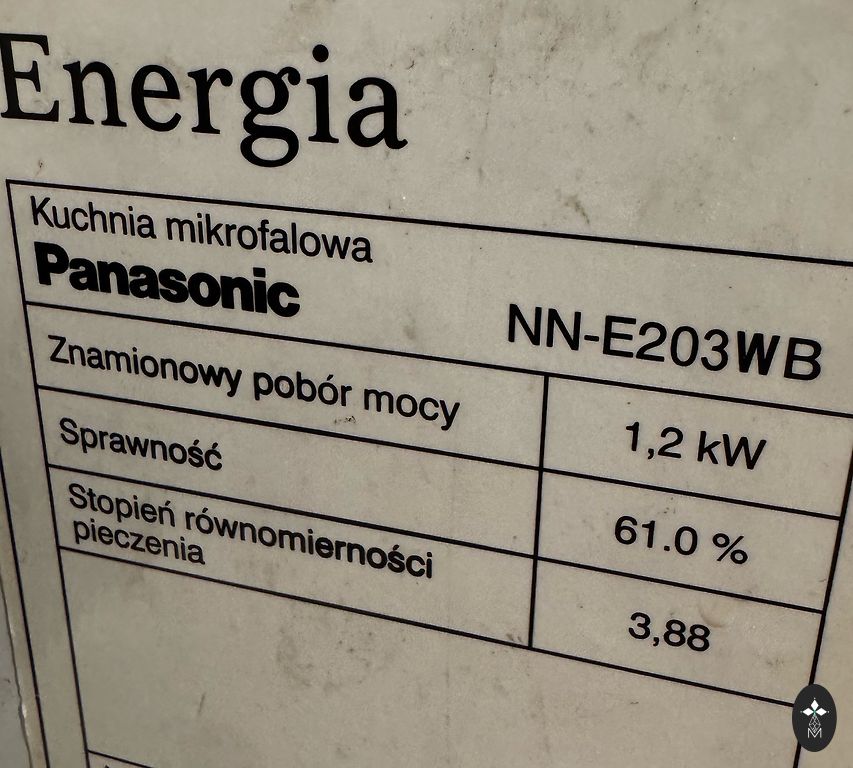 Energia
Kuchnia mikrofalowa
Panasonic
NN-E203WB
Znamionowy pobór mocy
1,2 kW
Sprawność
61.0 %
Stopień równomierności
pieczenia
3,88